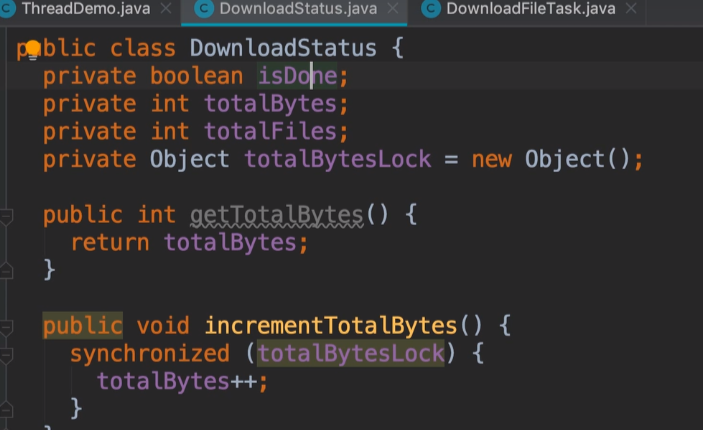 ThreadDemo.java DownloadStatus.java DownloadFileTask.java
public class DownloadStatus {
private boolean isDone;
private int totalBytes;
private int totalFiles;
private Object totalBytesLock = new Object();
public int getTotalBytes() {
return totalBytes;
}
public void incrementTotalBytes() {
synchronized (totalBytesLock) {
totalBytes++;
}
}